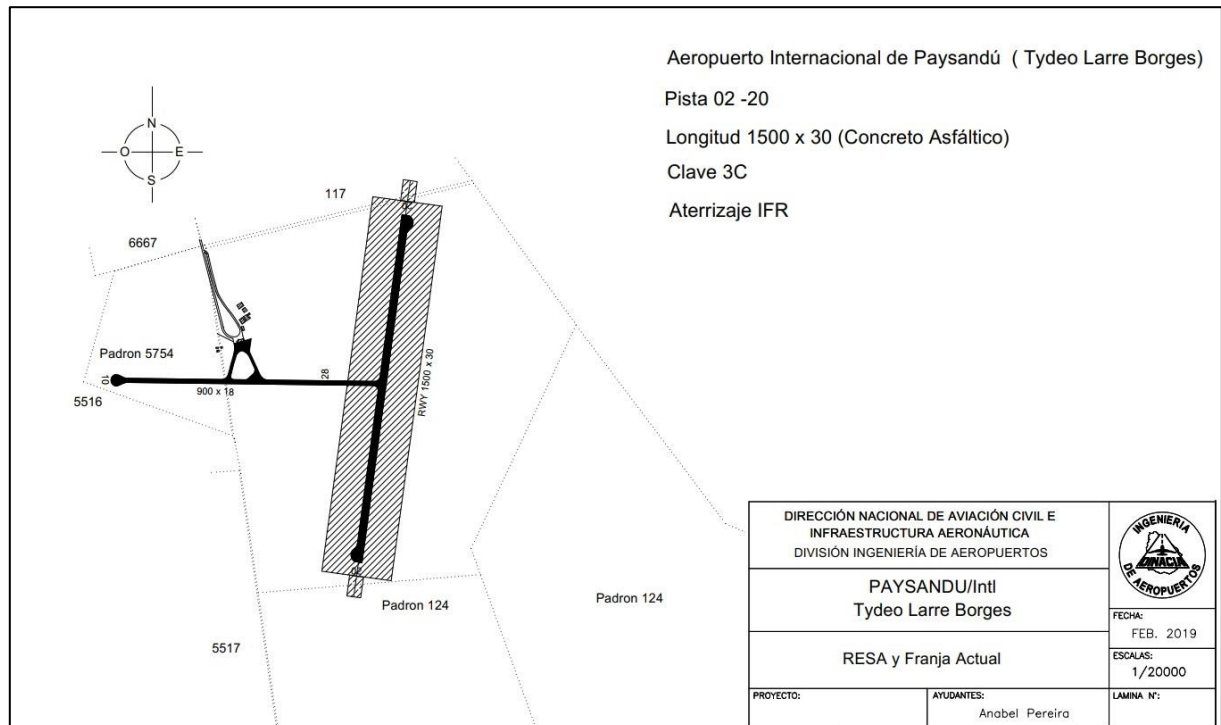 Aeropuerto Internacional de Paysandú ( Tydeo Larre Borges)
Pista 02 -20
Longitud 1500 x 30 (Concreto Asfáltico)
Clave 3C
Aterrizaje IFR
N
O E
S
117
6667
Padron 5754
10
28
900 x 18
5516
RWY 1500 x 30
Padron 124
Padron 124
5517
DIRECCIÓN NACIONAL DE AVIACIÓN CIVIL E
INFRAESTRUCTURA AERONÁUTICA
DIVISIÓN INGENIERÍA DE AEROPUERTOS
INGENIERIA
DINACIA
DE AEROPUERTOS
PAYSANDU/Intl
Tydeo Larre Borges
FECHA:
FEB. 2019
RESA y Franja Actual
ESCALAS:
1/20000
PROYECTO:
AYUDANTES:
Anabel Pereira
LAMINA Nº: